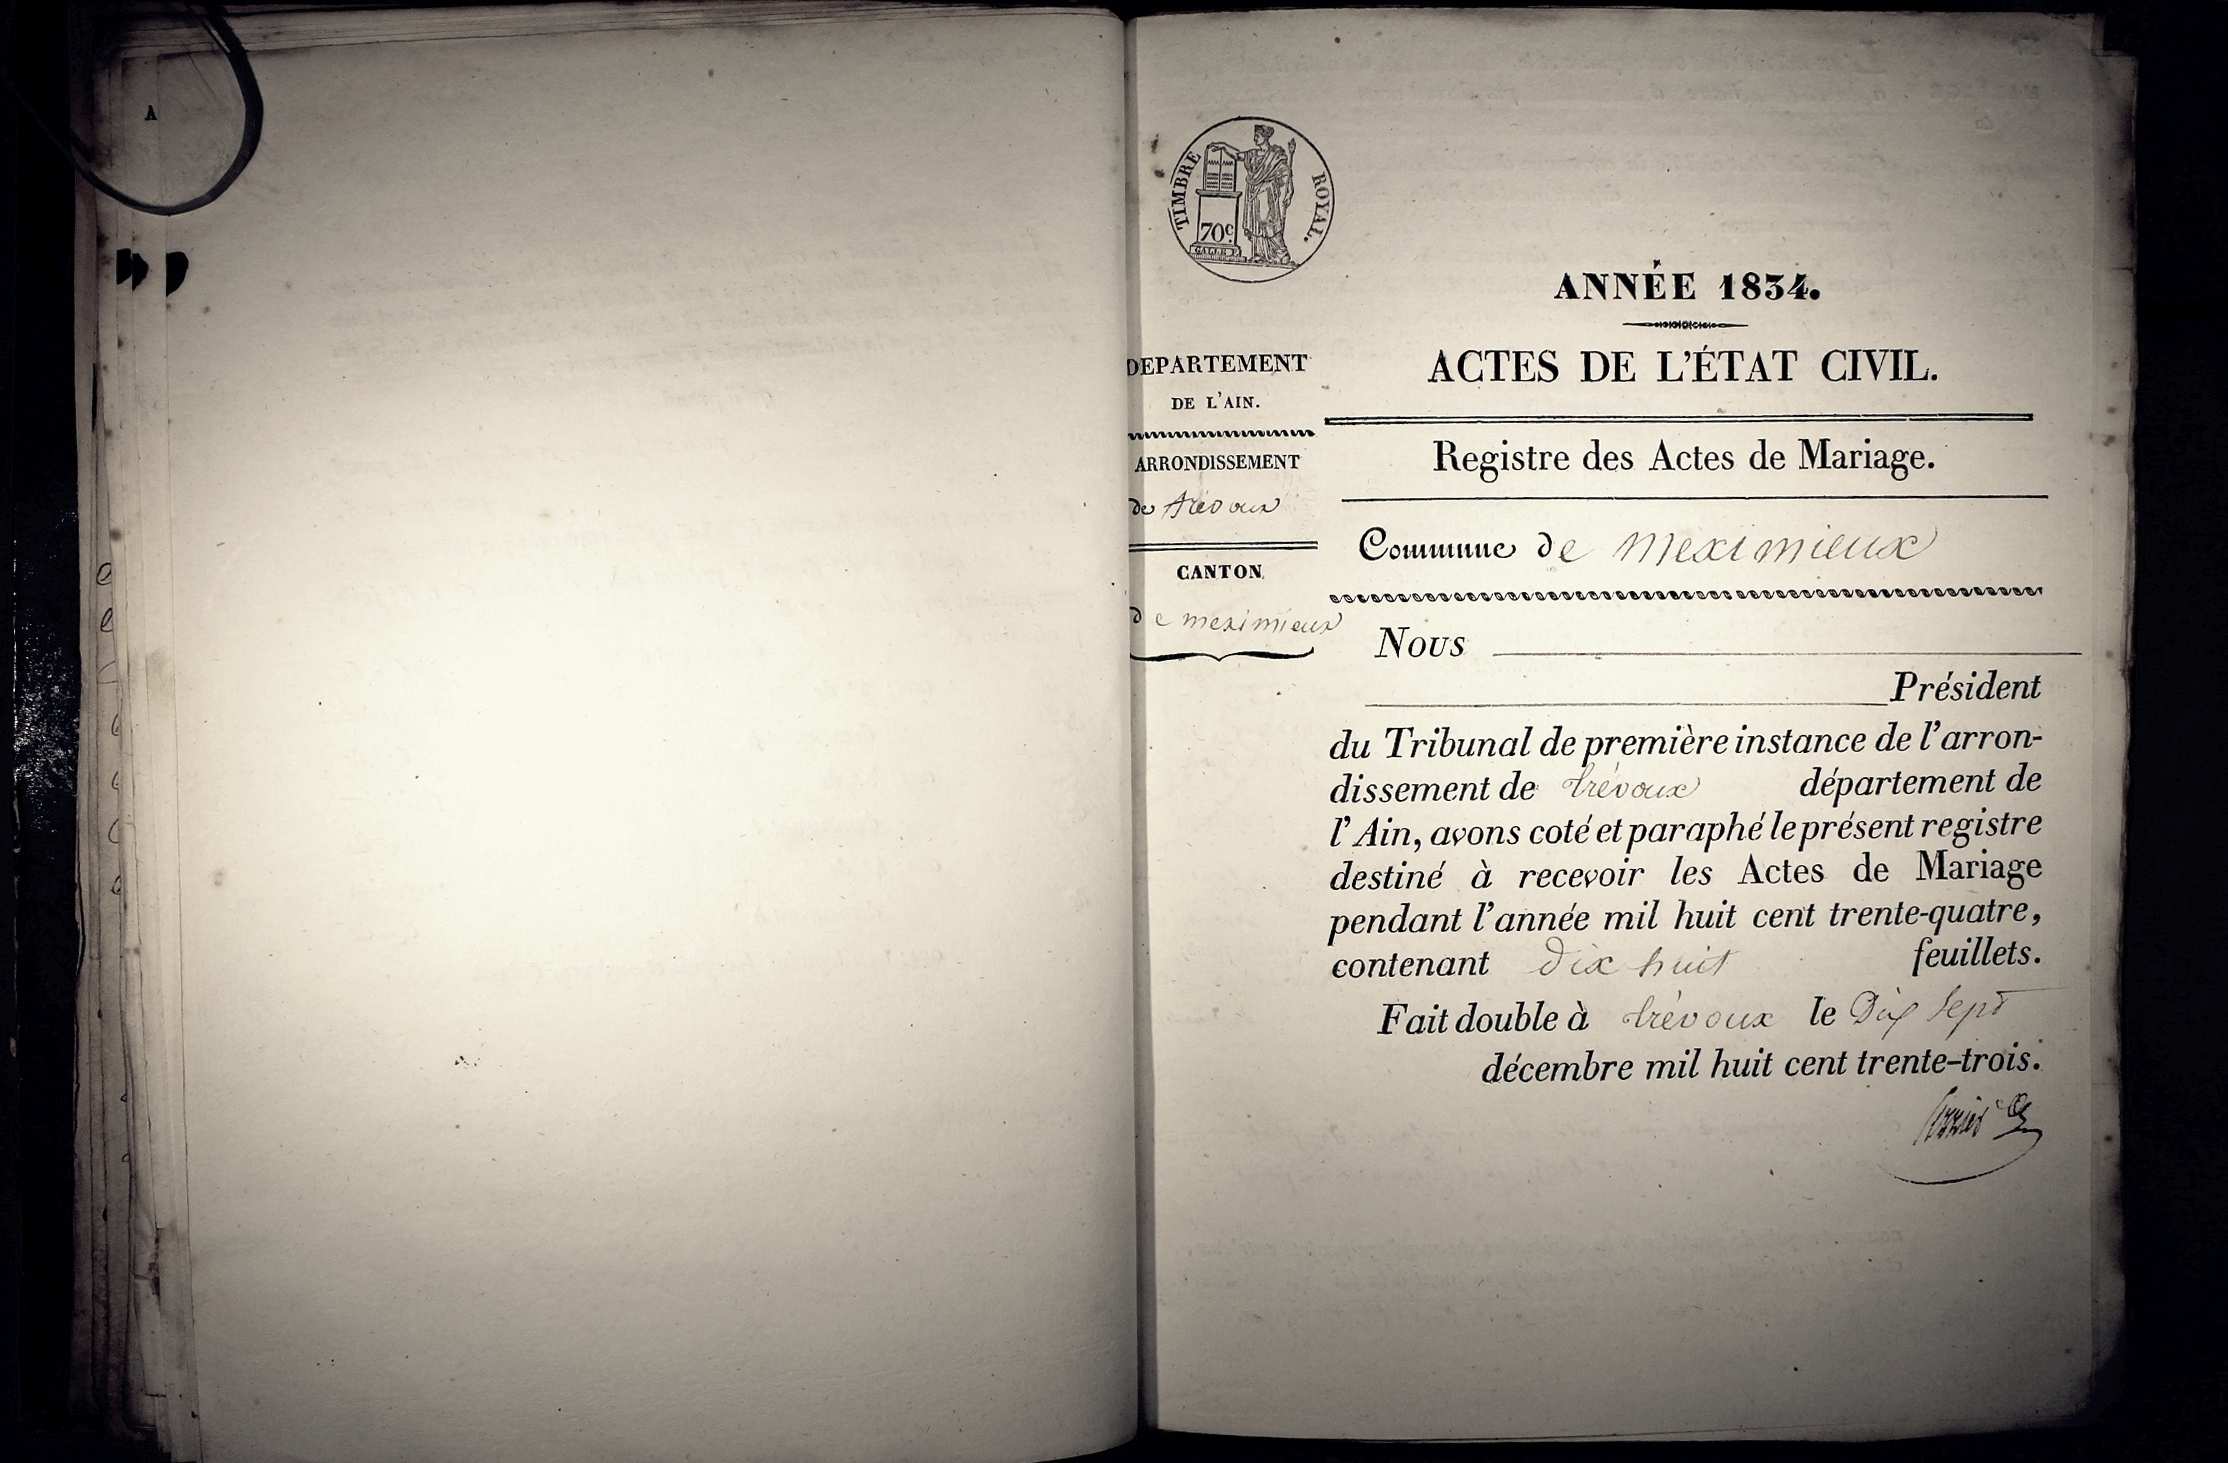 A
TIMBRE ROYAL.
70c
ANNÉE 1834.
ACTES DE L'ÉTAT CIVIL.
Registre des Actes de Mariage.
DEPARTEMENT
DE L'AIN.
ARRONDISSEMENT
de trévoux
CANTON
de meximieux
Commune de meximieux
Nous
Président
du Tribunal de première instance de l'arron-
dissement de trévoux département de
l'Ain, avons coté et paraphé le présent registre
destiné à recevoir les Actes de Mariage
pendant l'année mil huit cent trente-quatre,
contenant dix huit feuillets.
Fait double à trévoux le Dix Sept
décembre mil huit cent trente-trois.